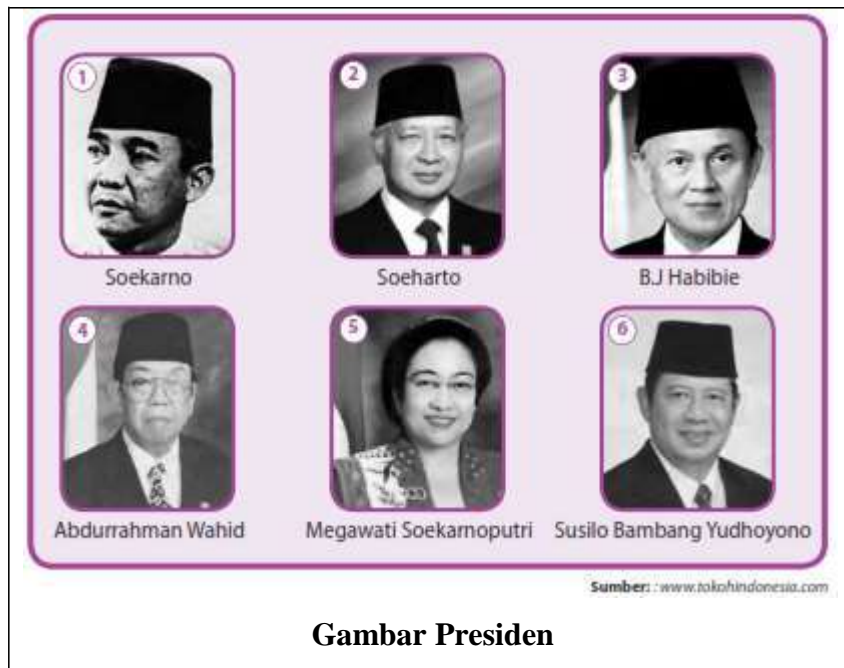 1
2
3
Soekarno
Soeharto
B.J Habibie
4
5
6
Abdurrahman Wahid
Megawati Soekarnoputri
Susilo Bambang Yudhoyono
Sumber: : www.tokohindonesia.com
Gambar Presiden